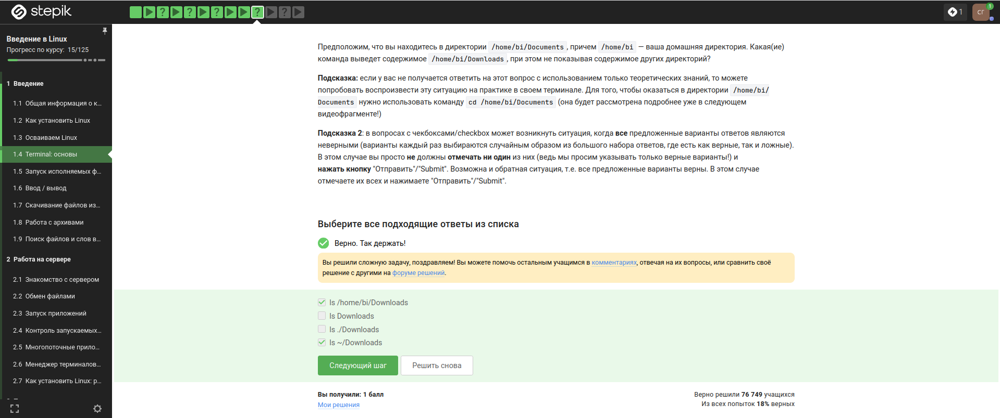 stepik
? ? ? ? ?
1
СГ
1
Введение в Linux
Прогресс по курсу: 15/125
1 Введение
1.1 Общая информация о к...
1.2 Как установить Linux
1.3 Осваиваем Linux
1.4 Terminal: основы
1.5 Запуск исполняемых ф...
1.6 Ввод / вывод
1.7 Скачивание файлов из...
1.8 Работа с архивами
1.9 Поиск файлов и слов в...
2 Работа на сервере
2.1 Знакомство с сервером
2.2 Обмен файлами
2.3 Запуск приложений
2.4 Контроль запускаемых...
2.5 Многопоточные прило...
2.6 Менеджер терминалов...
2.7 Как установить Linux: р...
Предположим, что вы находитесь в директории /home/bi/Documents, причем /home/bi — ваша домашняя директория. Какая(ие)
команда выведет содержимое /home/bi/Downloads, при этом не показывая содержимое других директорий?
Подсказка: если у вас не получается ответить на этот вопрос с использованием только теоретических знаний, то можете
попробовать воспроизвести эту ситуацию на практике в своем терминале. Для того, чтобы оказаться в директории /home/bi/
Documents нужно использовать команду cd /home/bi/Documents (она будет рассмотрена подробнее уже в следующем
видеофрагменте!)
Подсказка 2: в вопросах с чекбоксами/checkbox может возникнуть ситуация, когда все предложенные варианты ответов являются
неверными (варианты каждый раз выбираются случайным образом из большого набора ответов, где есть как верные, так и ложные).
В этом случае вы просто не должны отмечать ни один из них (ведь мы просим указывать только верные варианты!) и
нажать кнопку "Отправить"/"Submit". Возможна и обратная ситуация, т.е. все предложенные варианты верны. В этом случае
отмечаете их всех и нажимаете "Отправить"/"Submit".
Выберите все подходящие ответы из списка
Верно. Так держать!
Вы решили сложную задачу, поздравляем! Вы можете помочь остальным учащимся в комментариях, отвечая на их вопросы, или сравнить своё
решение с другими на форуме решений.
ls /home/bi/Downloads
ls Downloads
ls ./Downloads
ls ~/Downloads
Следующий шаг
Решить снова
Вы получили: 1 балл
Мои решения
Верно решили 76 749 учащихся
Из всех попыток 18% верных